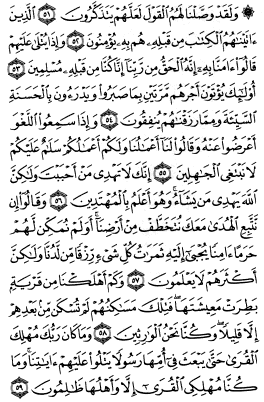 ۞ وَلَقَدْ وَصَّلْنَا لَهُمُ ٱلْقَوْلَ لَعَلَّهُمْ يَتَذَكَّرُونَ ٥١ ٱلَّذِينَ
ءَاتَيْنَٰهُمُ ٱلْكِتَٰبَ مِن قَبْلِهِۦ هُم بِهِۦ يُؤْمِنُونَ ٥٢ وَإِذَا يُتْلَىٰ عَلَيْهِمْ
قَالُوٓا۟ ءَامَنَّا بِهِۦٓ إِنَّهُ ٱلْحَقُّ مِن رَّبِّنَآ إِنَّا كُنَّا مِن قَبْلِهِۦ مُسْلِمِينَ ٥٣
أُو۟لَٰٓئِكَ يُؤْتَوْنَ أَجْرَهُم مَّرَّتَيْنِ بِمَا صَبَرُوا۟ وَيَدْرَءُونَ بِٱلْحَسَنَةِ
ٱلسَّيِّئَةَ وَمِمَّا رَزَقْنَٰهُمْ يُنفِقُونَ ٥٤ وَإِذَا سَمِعُوا۟ ٱللَّغْوَ
أَعْرَضُوا۟ عَنْهُ وَقَالُوا۟ لَنَآ أَعْمَٰلُنَا وَلَكُمْ أَعْمَٰلُكُمْ سَلَٰمٌ عَلَيْكُمْ
لَا نَبْتَغِى ٱلْجَٰهِلِينَ ٥٥ إِنَّكَ لَا تَهْدِى مَنْ أَحْبَبْتَ وَلَٰكِنَّ
ٱللَّهَ يَهْدِى مَن يَشَآءُ وَهُوَ أَعْلَمُ بِٱلْمُهْتَدِينَ ٥٦ وَقَالُوٓا۟ إِن
نَّتَّبِعِ ٱلْهُدَىٰ مَعَكَ نُتَخَطَّفْ مِنْ أَرْضِنَآ أَوَلَمْ نُمَكِّن لَّهُمْ
حَرَمًا ءَامِنًا يُجْبَىٰٓ إِلَيْهِ ثَمَرَٰتُ كُلِّ شَىْءٍ رِّزْقًا مِّن لَّدُنَّا وَلَٰكِنَّ
أَكْثَرَهُمْ لَا يَعْلَمُونَ ٥٧ وَكَمْ أَهْلَكْنَا مِن قَرْيَةٍۭ
بَطِرَتْ مَعِيشَتَهَا فَتِلْكَ مَسَٰكِنُهُمْ لَمْ تُسْكَن مِّنۢ بَعْدِهِمْ
إِلَّا قَلِيلًا وَكُنَّا نَحْنُ ٱلْوَٰرِثِينَ ٥٨ وَمَا كَانَ رَبُّكَ مُهْلِكَ
ٱلْقُرَىٰ حَتَّىٰ يَبْعَثَ فِىٓ أُمِّهَا رَسُولًا يَتْلُوا۟ عَلَيْهِمْ ءَايَٰتِنَا وَمَا
كُنَّا مُهْلِكِى ٱلْقُرَىٰٓ إِلَّا وَأَهْلُهَا ظَٰلِمُونَ ٥٩